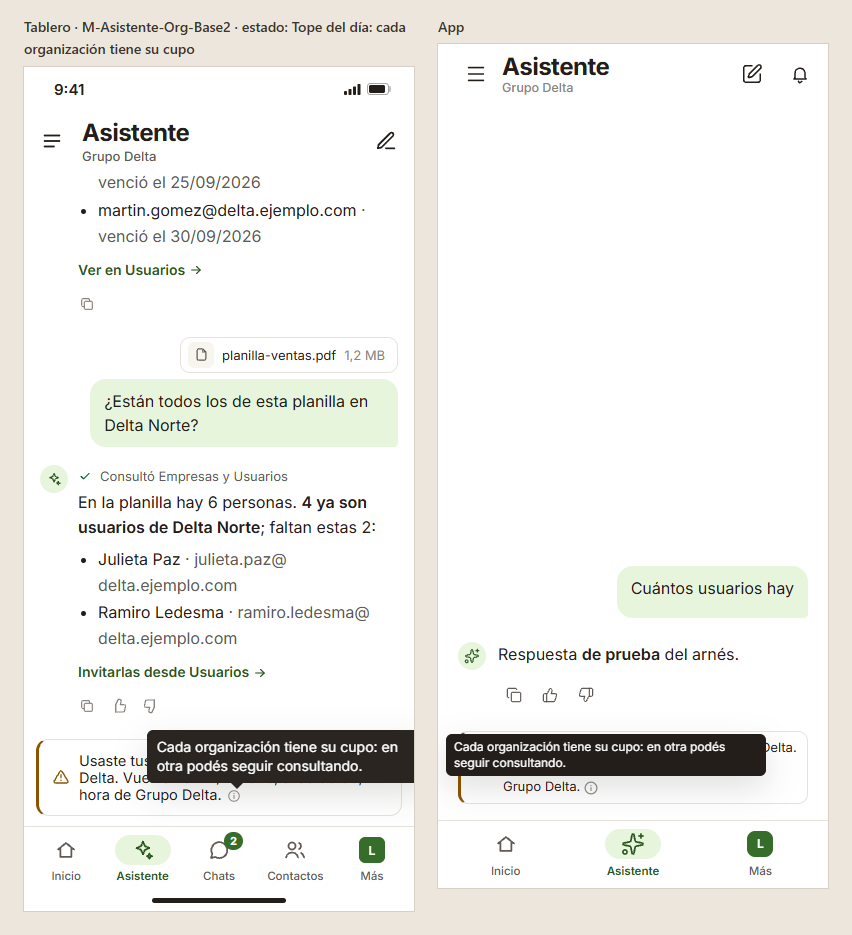 Tablero · M-Asistente-Org-Base2 · estado: Tope del día: cada
organización tiene su cupo
9:41
Asistente
Grupo Delta
venció el 25/09/2026
martin.gomez@delta.ejemplo.com ·
venció el 30/09/2026
Ver en Usuarios →
planilla-ventas.pdf 1,2 MB
¿Están todos los de esta planilla en
Delta Norte?
Consultó Empresas y Usuarios
En la planilla hay 6 personas. 4 ya son
usuarios de Delta Norte; faltan estas 2:
Julieta Paz · julieta.paz@
delta.ejemplo.com
Ramiro Ledesma · ramiro.ledesma@
delta.ejemplo.com
Invitarlas desde Usuarios →
Cada organización tiene su cupo: en
otra podés seguir consultando.
Usaste tus
Delta.
hora de Grupo Delta.
2
Inicio
Asistente
Chats
Contactos
L
Más
App
Asistente
Grupo Delta
Cuántos usuarios hay
Respuesta de prueba del arnés.
Cada organización tiene su cupo: en otra podés
seguir consultando.
Delta.
Grupo Delta.
Inicio
Asistente
L
Más